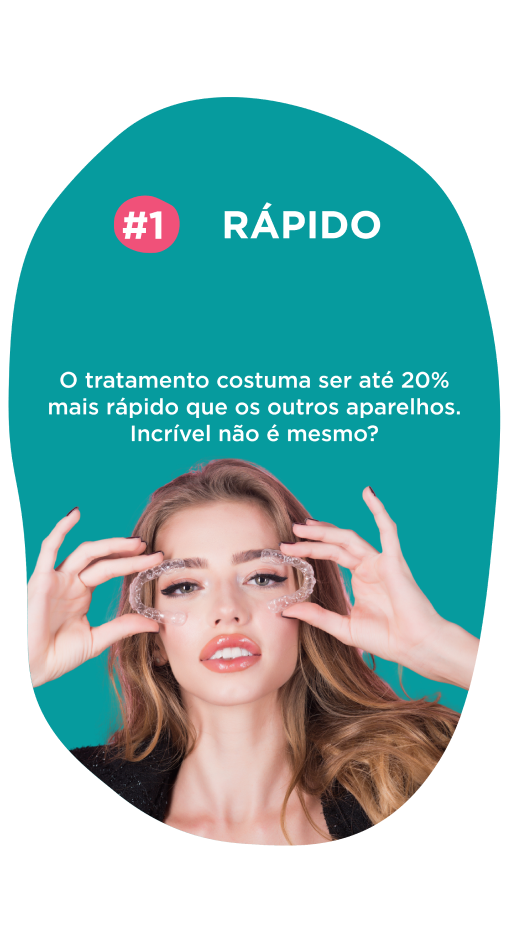 #1 RÁPIDO
O tratamento costuma ser até 20%
mais rápido que os outros aparelhos.
Incrível não é mesmo?